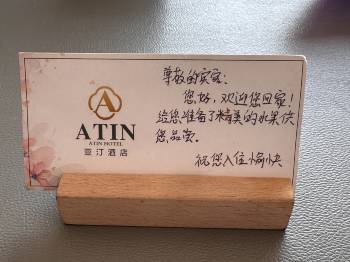 ATIN
ATIN HOTEL
亚汀酒店
尊敬的宾客:
您好,欢迎您回家!
给您准备了精美的水果供
您品尝。
祝您入住愉快